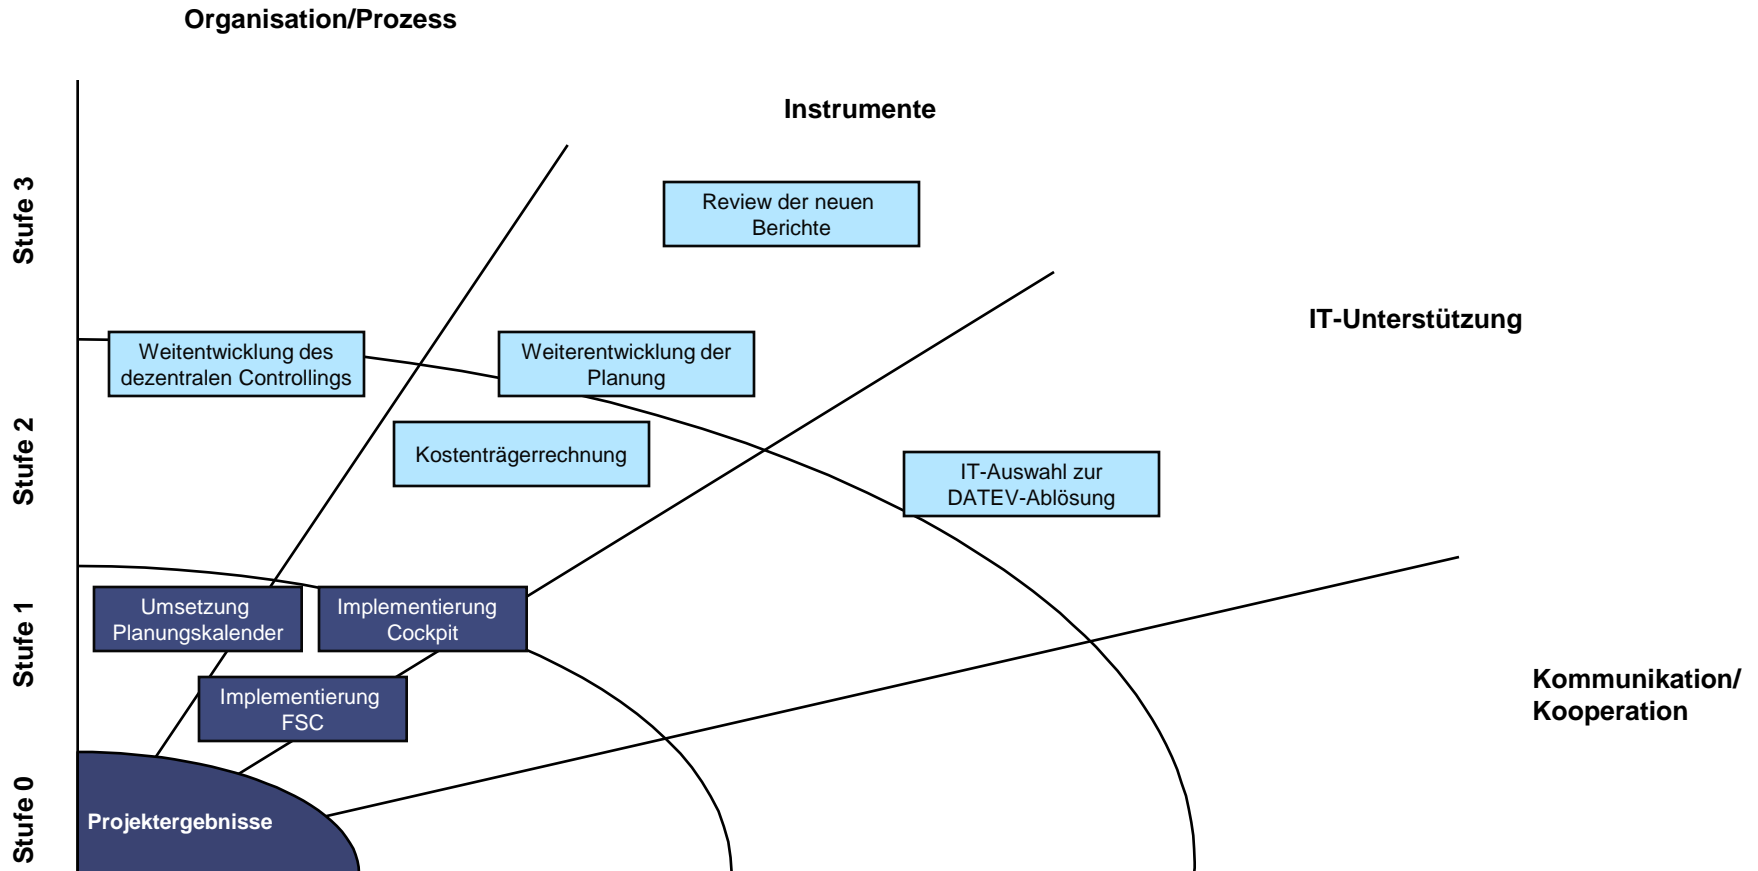 Organisation/Prozess
Instrumente
Stufe 3
Review der neuen
Berichte
IT-Unterstützung
Weitentwicklung des
dezentralen Controllings
Weiterentwicklung der
Planung
Stufe 2
Kostenträgerrechnung
IT-Auswahl zur
DATEV-Ablösung
Stufe 1
Umsetzung
Planungskalender
Implementierung
Cockpit
Implementierung
FSC
Kommunikation/
Kooperation
Stufe 0
Projektergebnisse